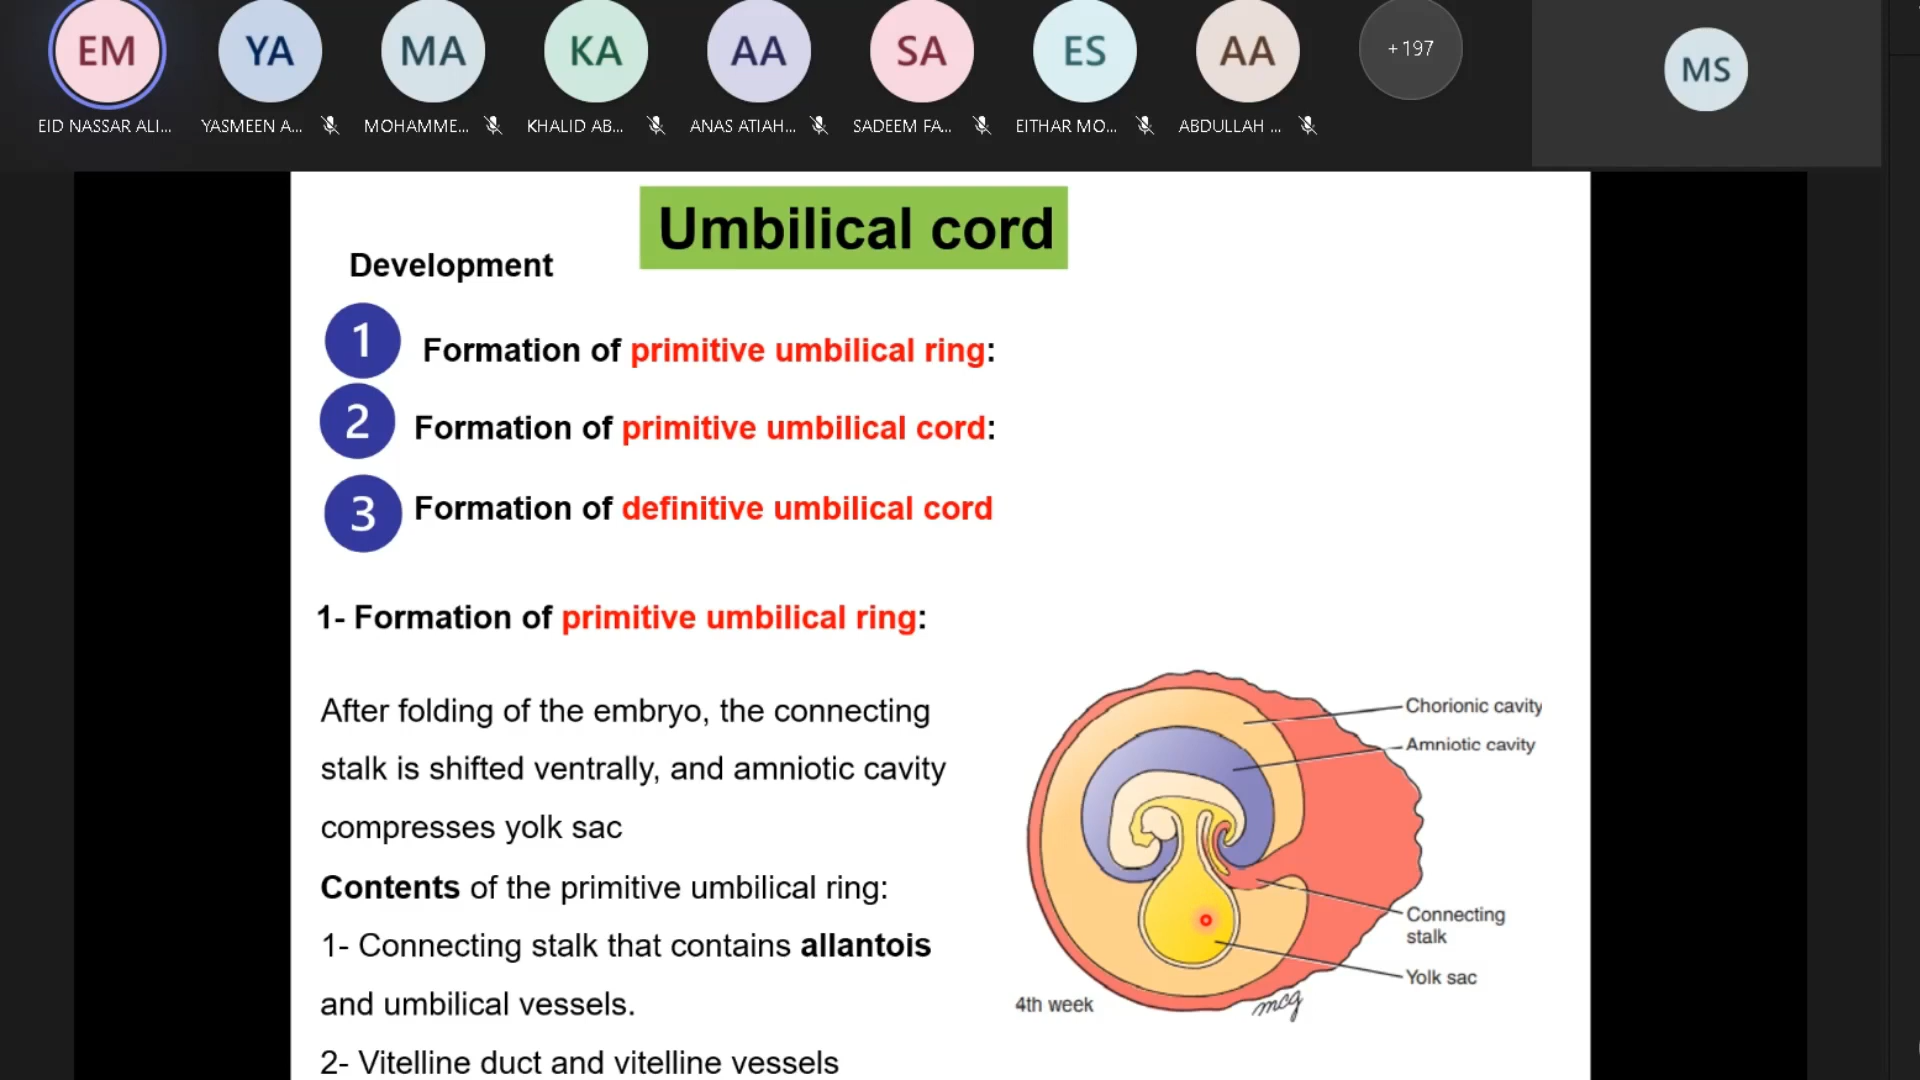 EM YA MA KA AA SA ES AA +197 MS
EID NASSAR ALI... YASMEEN A... MOHAMME... KHALID AB... ANAS ATIAH... SADEEM FA... EITHAR MO... ABDULLAH ...
Umbilical cord
Development
1 Formation of primitive umbilical ring:
2 Formation of primitive umbilical cord:
3 Formation of definitive umbilical cord
1- Formation of primitive umbilical ring:
After folding of the embryo, the connecting
stalk is shifted ventrally, and amniotic cavity
compresses yolk sac
Contents of the primitive umbilical ring:
1- Connecting stalk that contains allantois
and umbilical vessels.
2- Vitelline duct and vitelline vessels
Chorionic cavity
Amniotic cavity
Connecting
stalk
Yolk sac
4th week
mcg